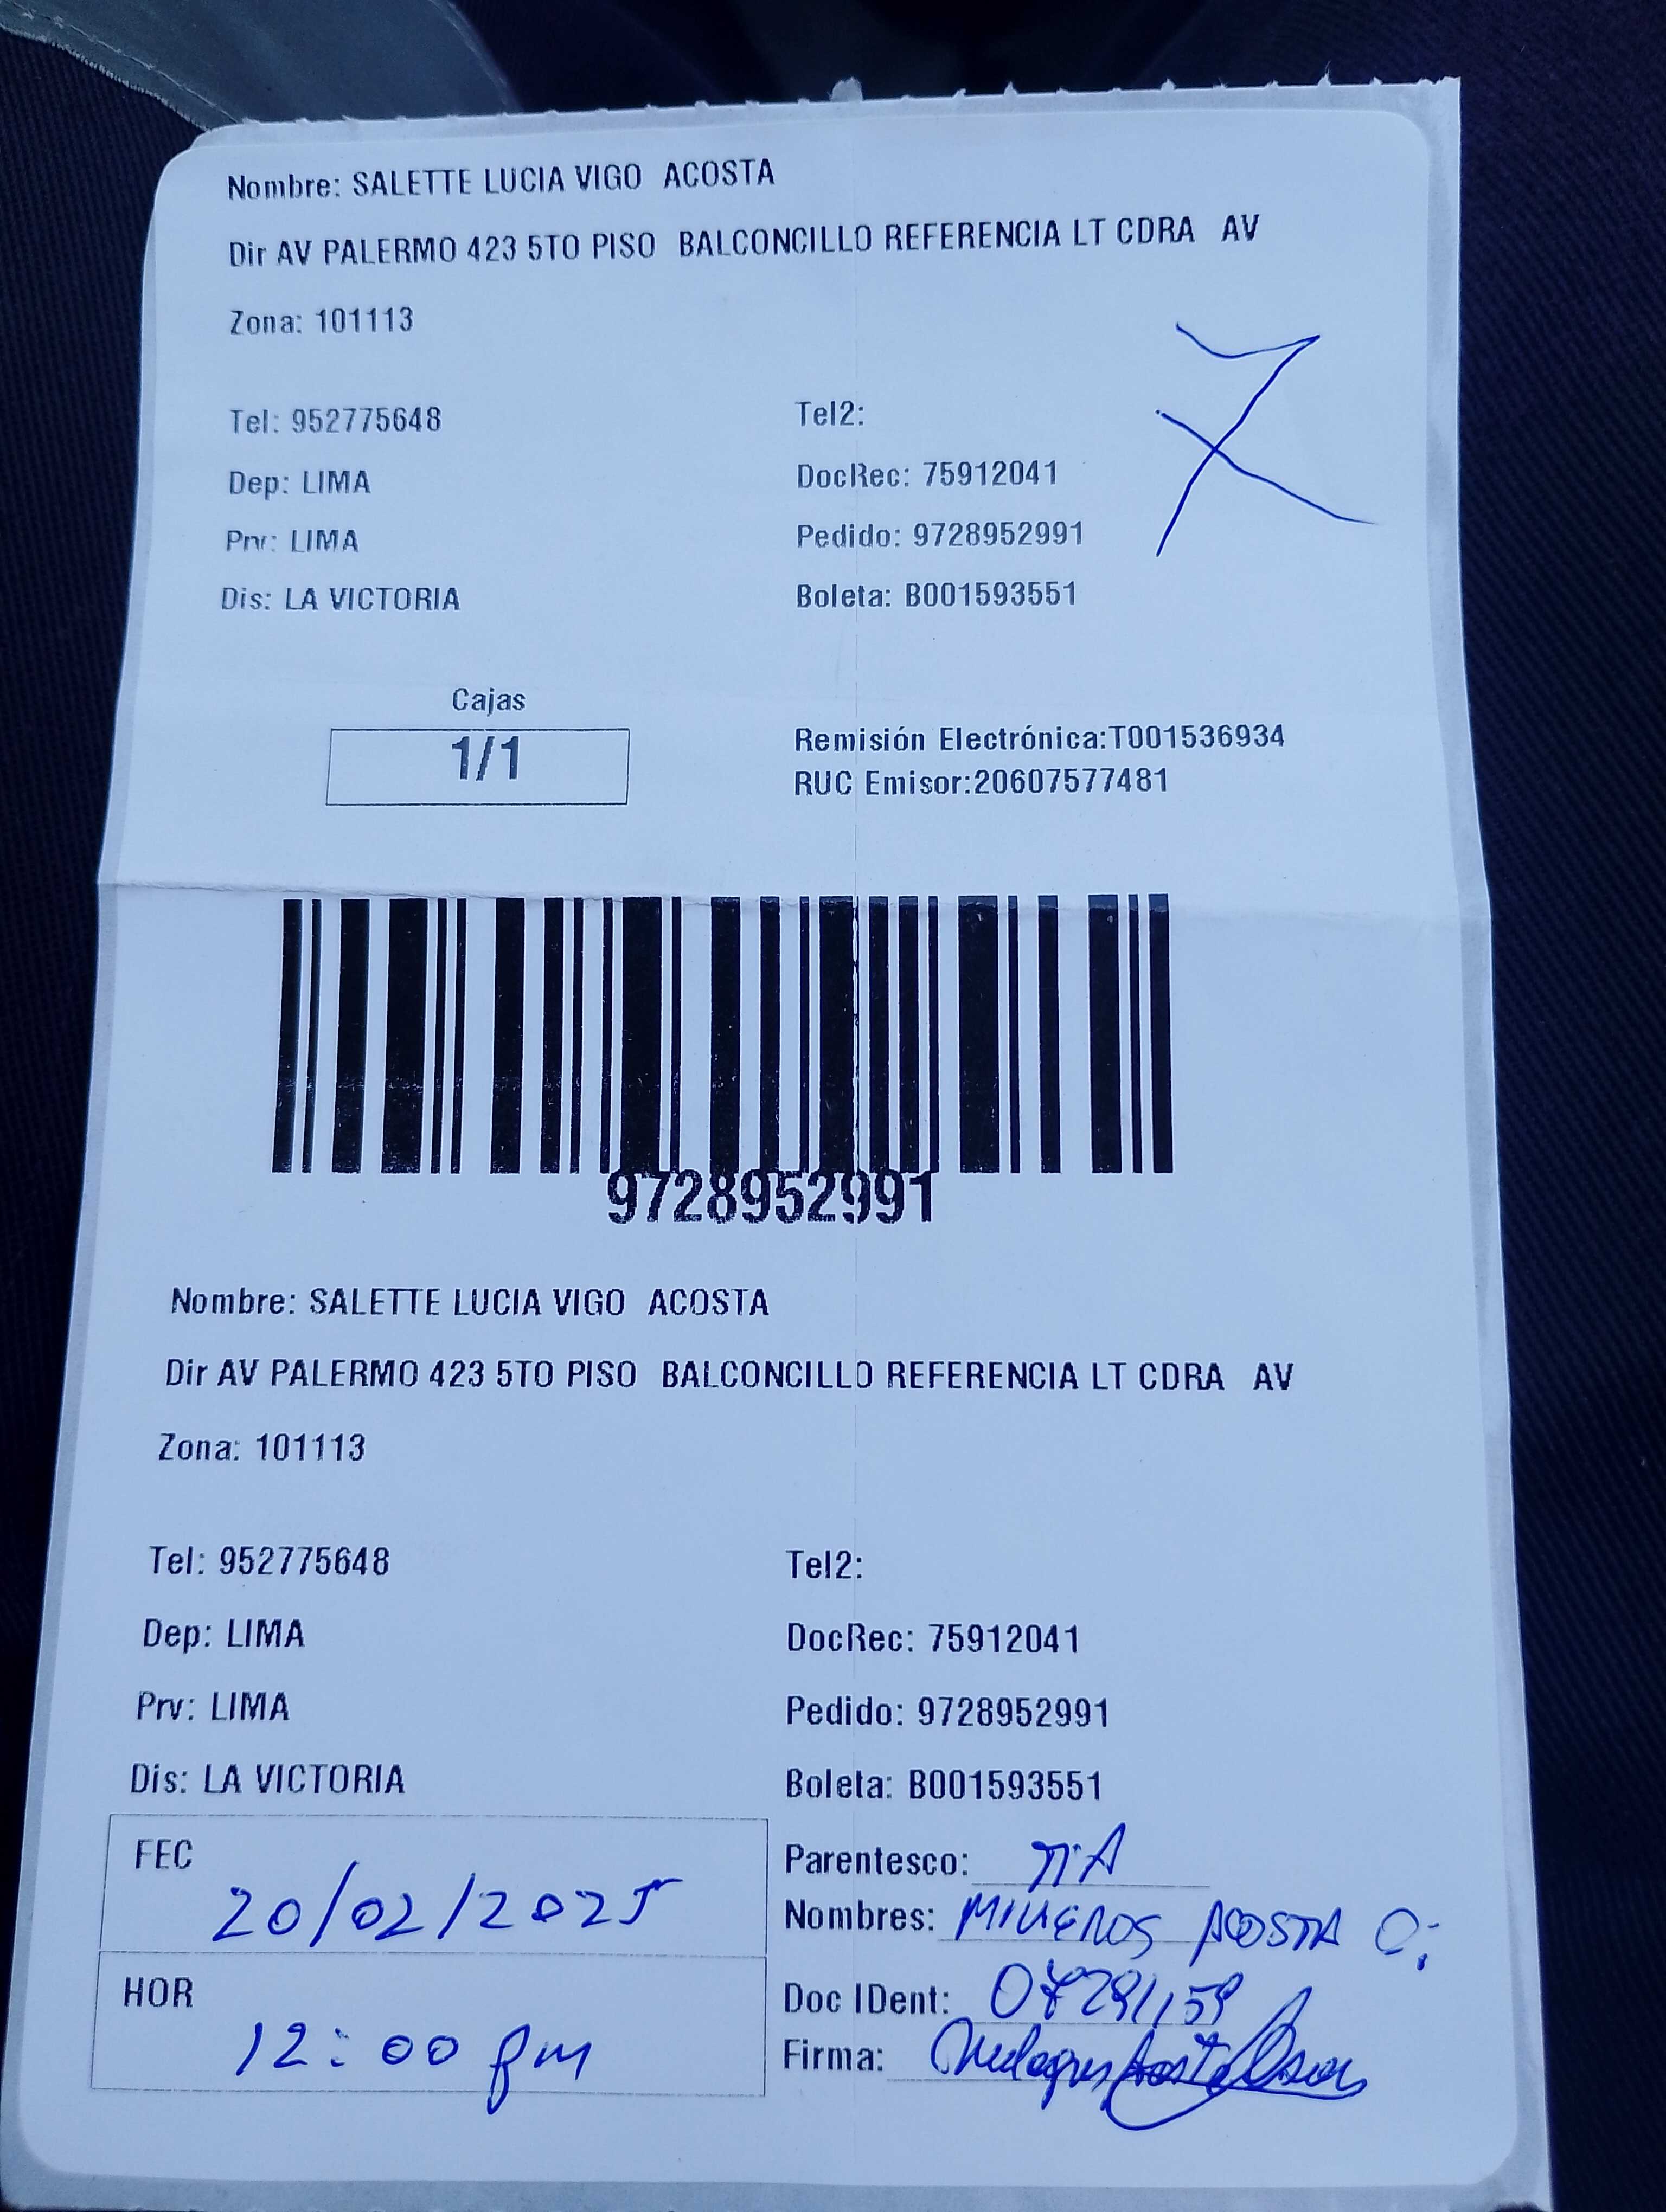 Nombre: SALETTE LUCIA VIGO ACOSTA
Dir AV PALERMO 423 5TO PISO BALCONCILLO REFERENCIA LT CDRA AV
Zona: 101113
Tel: 952775648
Tel2:
Dep: LIMA
DocRec: 75912041
Prv: LIMA
Pedido: 9728952991
Dis: LA VICTORIA
Boleta: B001593551
Cajas
1/1
Remisión Electrónica:T001536934
RUC Emisor:20607577481
9728952991
Nombre: SALETTE LUCIA VIGO ACOSTA
Dir AV PALERMO 423 5TO PISO BALCONCILLO REFERENCIA LT CDRA AV
Zona: 101113
Tel: 952775648
Tel2:
Dep: LIMA
DocRec: 75912041
Prv: LIMA
Pedido: 9728952991
Dis: LA VICTORIA
Boleta: B001593551
FEC
20/02/2025
Parentesco: TIA
Nombres: ACOSTA O.
HOR
12:00 pm
Doc IDent:
Firma: